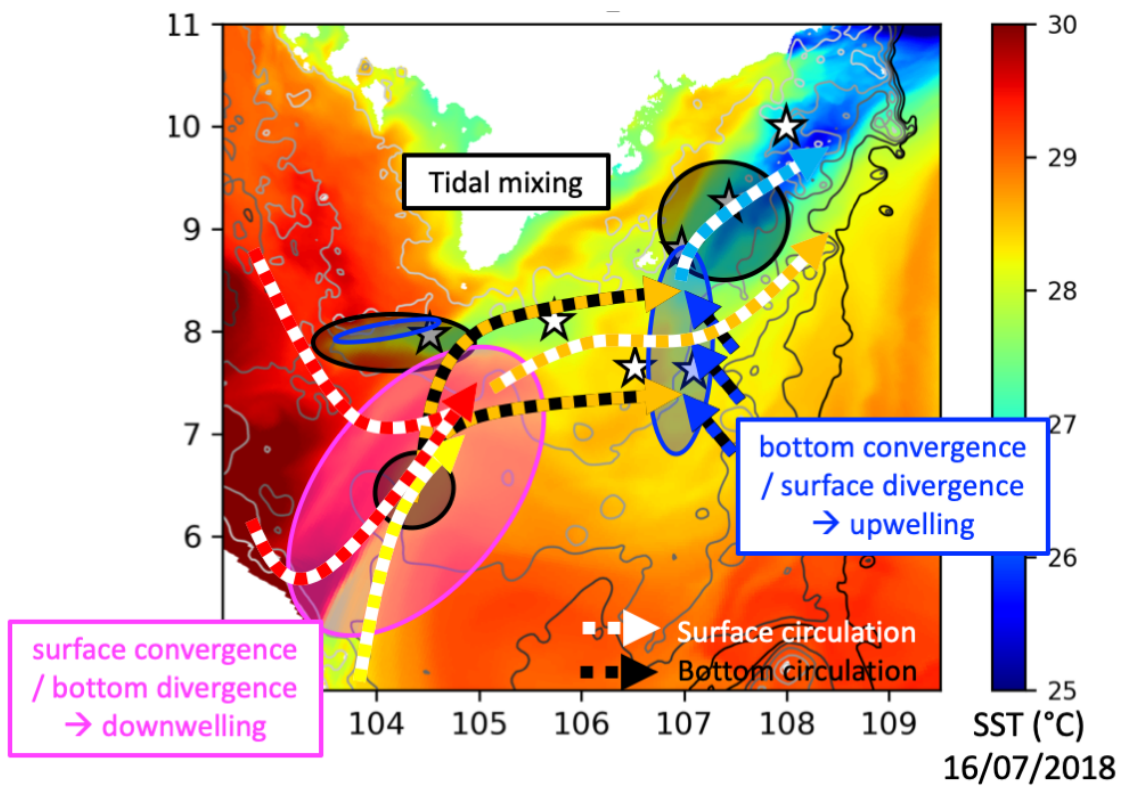 11
10
9
8
7
6
104 105 106 107 108 109
30
29
28
27
26
25
Tidal mixing
bottom convergence
/ surface divergence
→ upwelling
surface convergence
/ bottom divergence
→ downwelling
Surface circulation
Bottom circulation
SST (°C)
16/07/2018